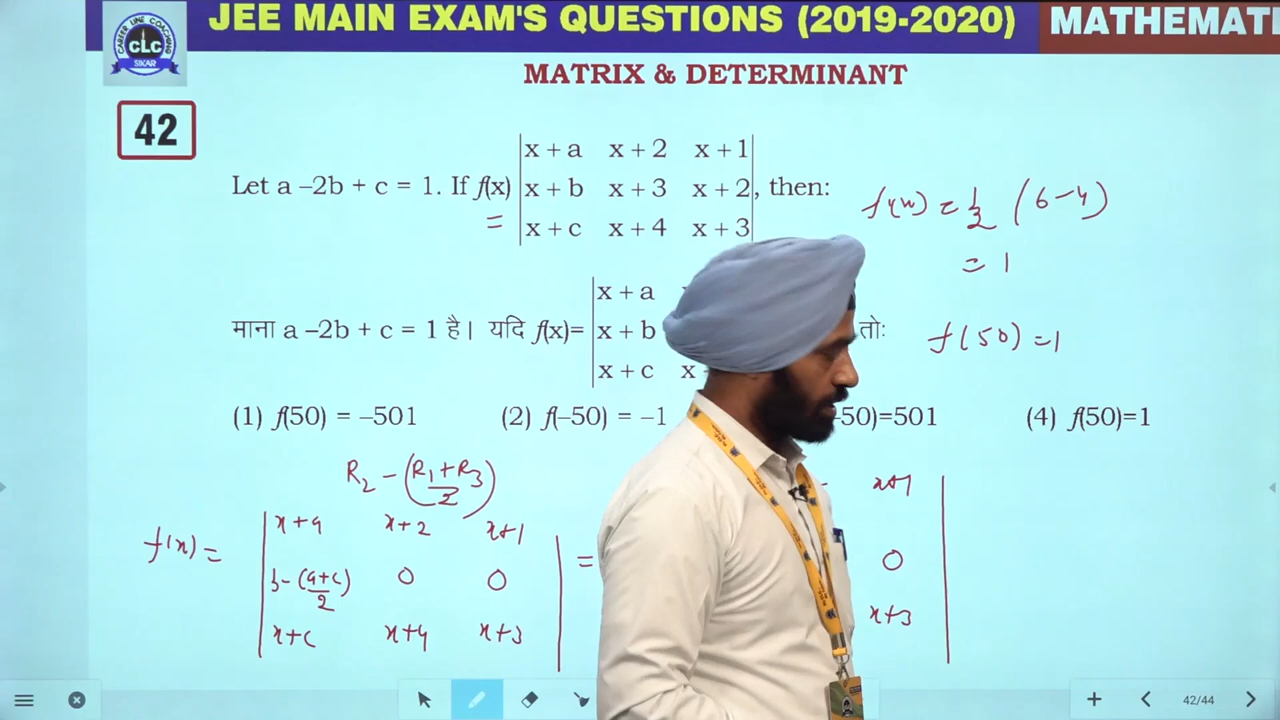 JEE MAIN EXAM'S QUESTIONS (2019-2020)
CAREER LINE COACHING
CLC
SIKAR
MATRIX & DETERMINANT
42
x + a x + 2 x + 1
Let a –2b + c = 1. If f(x) = x + b x + 3 x + 2 , then:
x + c x + 4 x + 3
f(x) = 1/2 (6-4)
= 1
x + a
माना a –2b + c = 1 है। यदि f(x)= x + b तोः
x + c x
f(50) = 1
(1) f(50) = –501 (2) f(–50) = –1 50)=501 (4) f(50)=1
R2 - (R1+R3/2)
x+a x+2 x+1
f(x) = b-(a+c)/2 0 0
x+c x+4 x+3
=
x+1
0
x+3
42/44